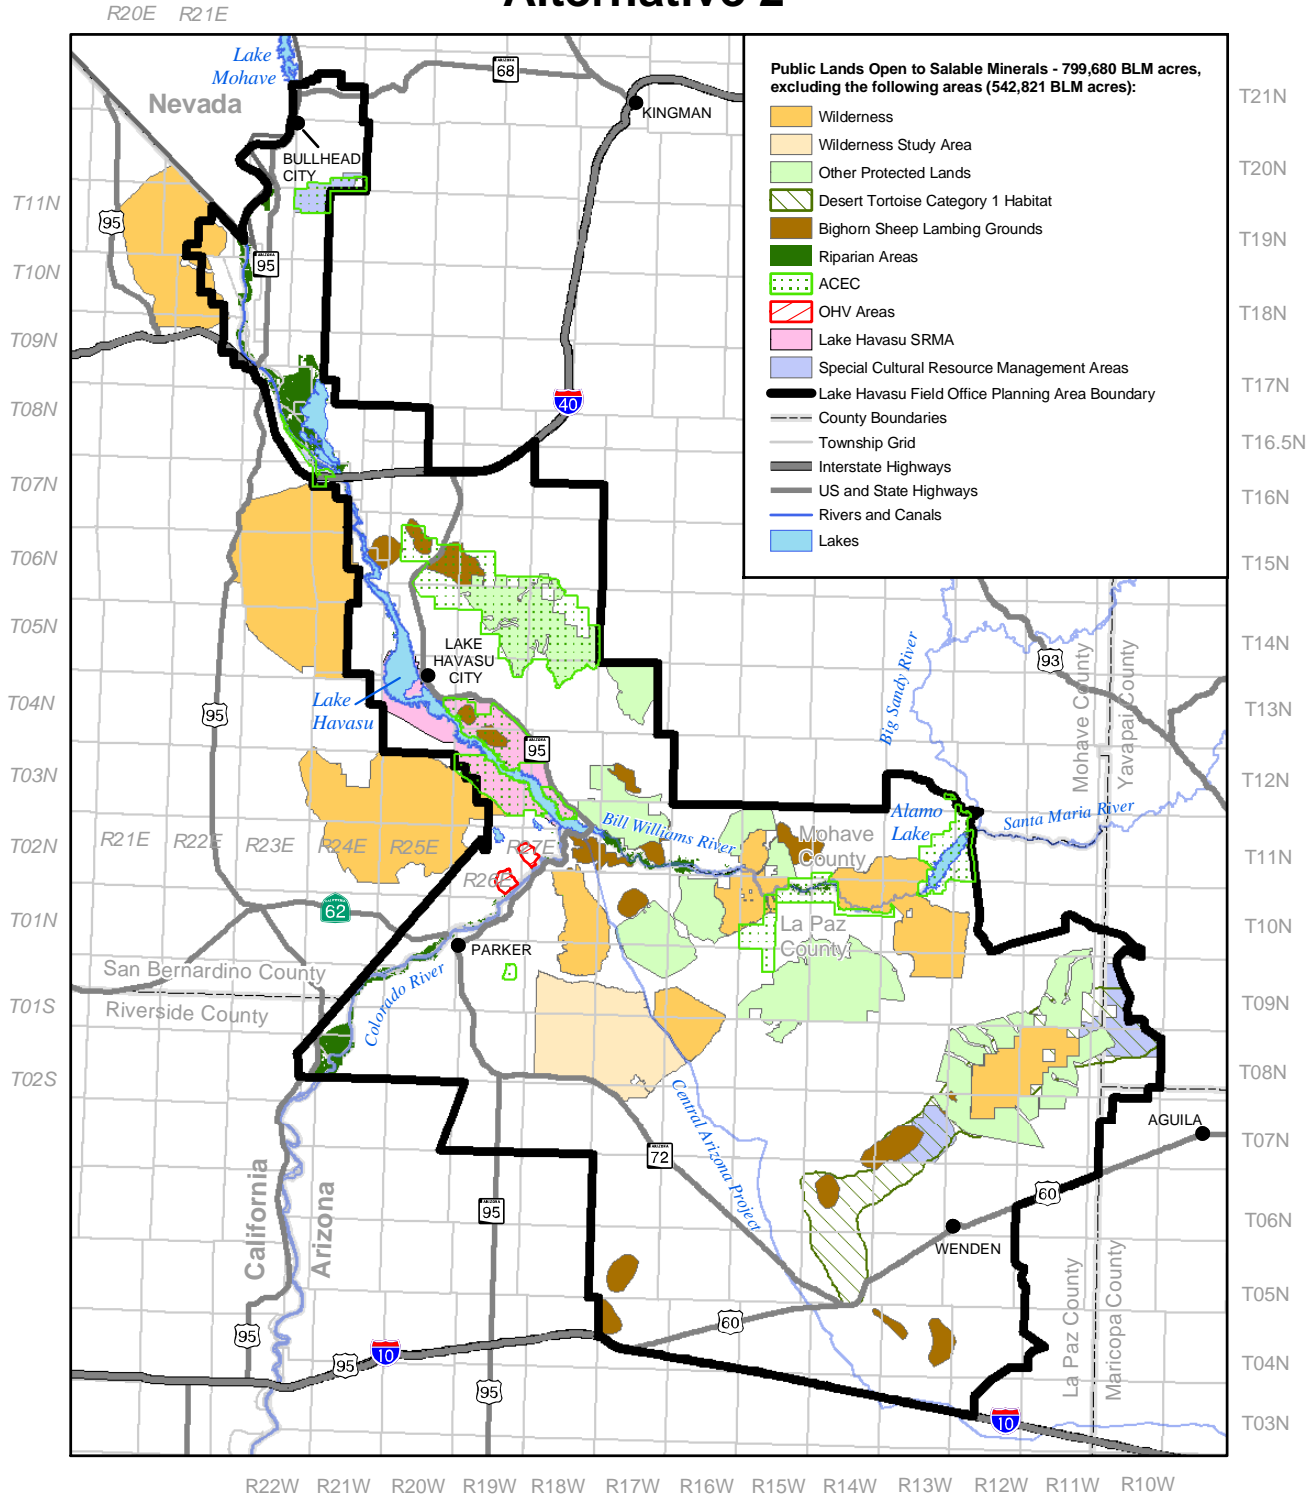 Alternative 2
R20E R21E
Lake
Mohave
Nevada
68
KINGMAN
BULLHEAD
CITY
95
ARIZONA
95
40
Public Lands Open to Salable Minerals - 799,680 BLM acres,
excluding the following areas (542,821 BLM acres):
Wilderness
Wilderness Study Area
Other Protected Lands
Desert Tortoise Category 1 Habitat
Bighorn Sheep Lambing Grounds
Riparian Areas
ACEC
OHV Areas
Lake Havasu SRMA
Special Cultural Resource Management Areas
Lake Havasu Field Office Planning Area Boundary
County Boundaries
Township Grid
Interstate Highways
US and State Highways
Rivers and Canals
Lakes
T21N
T20N
T19N
T18N
T17N
T16.5N
T16N
T15N
T14N
T13N
T12N
T11N
T10N
T09N
T08N
T07N
T06N
T05N
T04N
T03N
T11N
T10N
T09N
T08N
T07N
T06N
T05N
T04N
T03N
T02N
T01N
T01S
T02S
LAKE
HAVASU
CITY
Lake
Havasu
95
ARIZONA
95
Big Sandy River
93
Mohave County
Yavapai County
Santa Maria River
Alamo
Lake
Bill Williams River
Mohave
County
La Paz
County
R21E R22E R23E R24E R25E
R27E
R26E
62
PARKER
San Bernardino County
Riverside County
Colorado River
Central Arizona Project
ARIZONA
72
ARIZONA
95
California
Arizona
AGUILA
60
WENDEN
60
La Paz County
Maricopa County
95
95
10
95
10
R22W R21W R20W R19W R18W R17W R16W R15W R14W R13W R12W R11W R10W